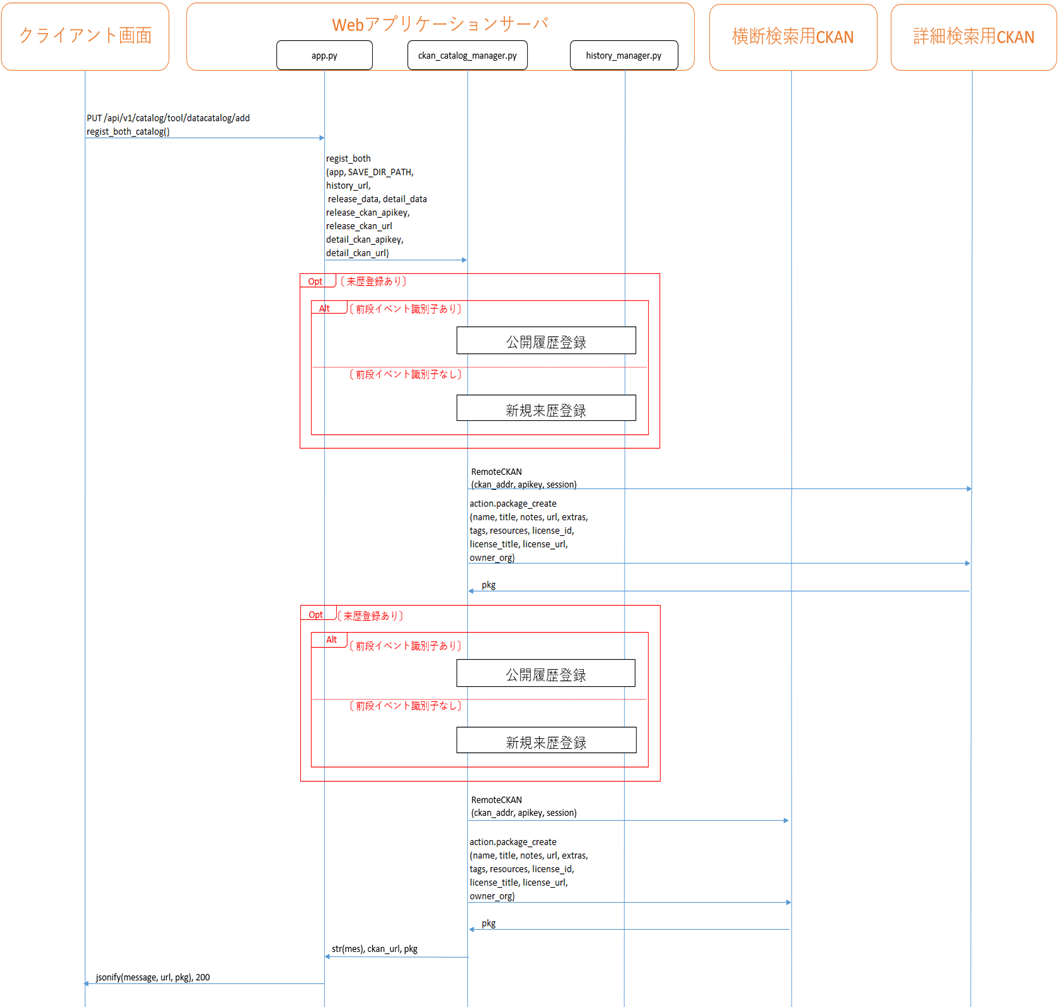 クライアント画面
Webアプリケーションサーバ
横断検索用CKAN
詳細検索用CKAN
app.py
ckan_catalog_manager.py
history_manager.py
PUT /api/v1/catalog/tool/datacatalog/add
regist_both_catalog()
regist_both
(app, SAVE_DIR_PATH,
history_url,
release_data, detail_data
release_ckan_apikey,
release_ckan_url
detail_ckan_apikey,
detail_ckan_url)
Opt
〔来歴登録あり〕
Alt
〔前段イベント識別子あり〕
公開履歴登録
〔前段イベント識別子なし〕
新規来歴登録
RemoteCKAN
(ckan_addr, apikey, session)
action.package_create
(name, title, notes, url, extras,
tags, resources, license_id,
license_title, license_url,
owner_org)
pkg
Opt
〔来歴登録あり〕
Alt
〔前段イベント識別子あり〕
公開履歴登録
〔前段イベント識別子なし〕
新規来歴登録
RemoteCKAN
(ckan_addr, apikey, session)
action.package_create
(name, title, notes, url, extras,
tags, resources, license_id,
license_title, license_url,
owner_org)
pkg
str(mes), ckan_url, pkg
jsonify(message, url, pkg), 200